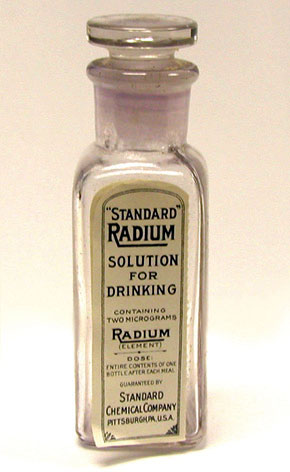 "STANDARD"
RADIUM
SOLUTION
FOR
DRINKING
CONTAINING
TWO MICROGRAMS
RADIUM
(ELEMENT)
DOSE:
ENTIRE CONTENTS OF ONE
BOTTLE AFTER EACH MEAL
GUARANTEED BY
STANDARD
CHEMICAL COMPANY
PITTSBURGH, PA., U.S.A.